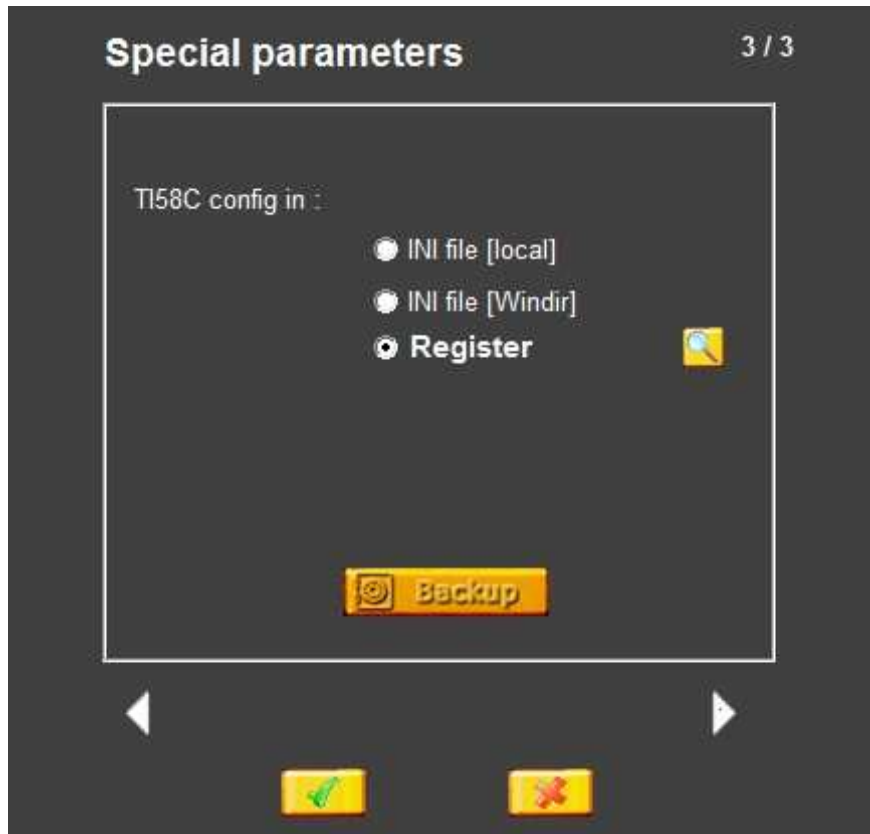 Special parameters
3 / 3
TI58C config in :
INI file [local]
INI file [Windir]
Register
Backup